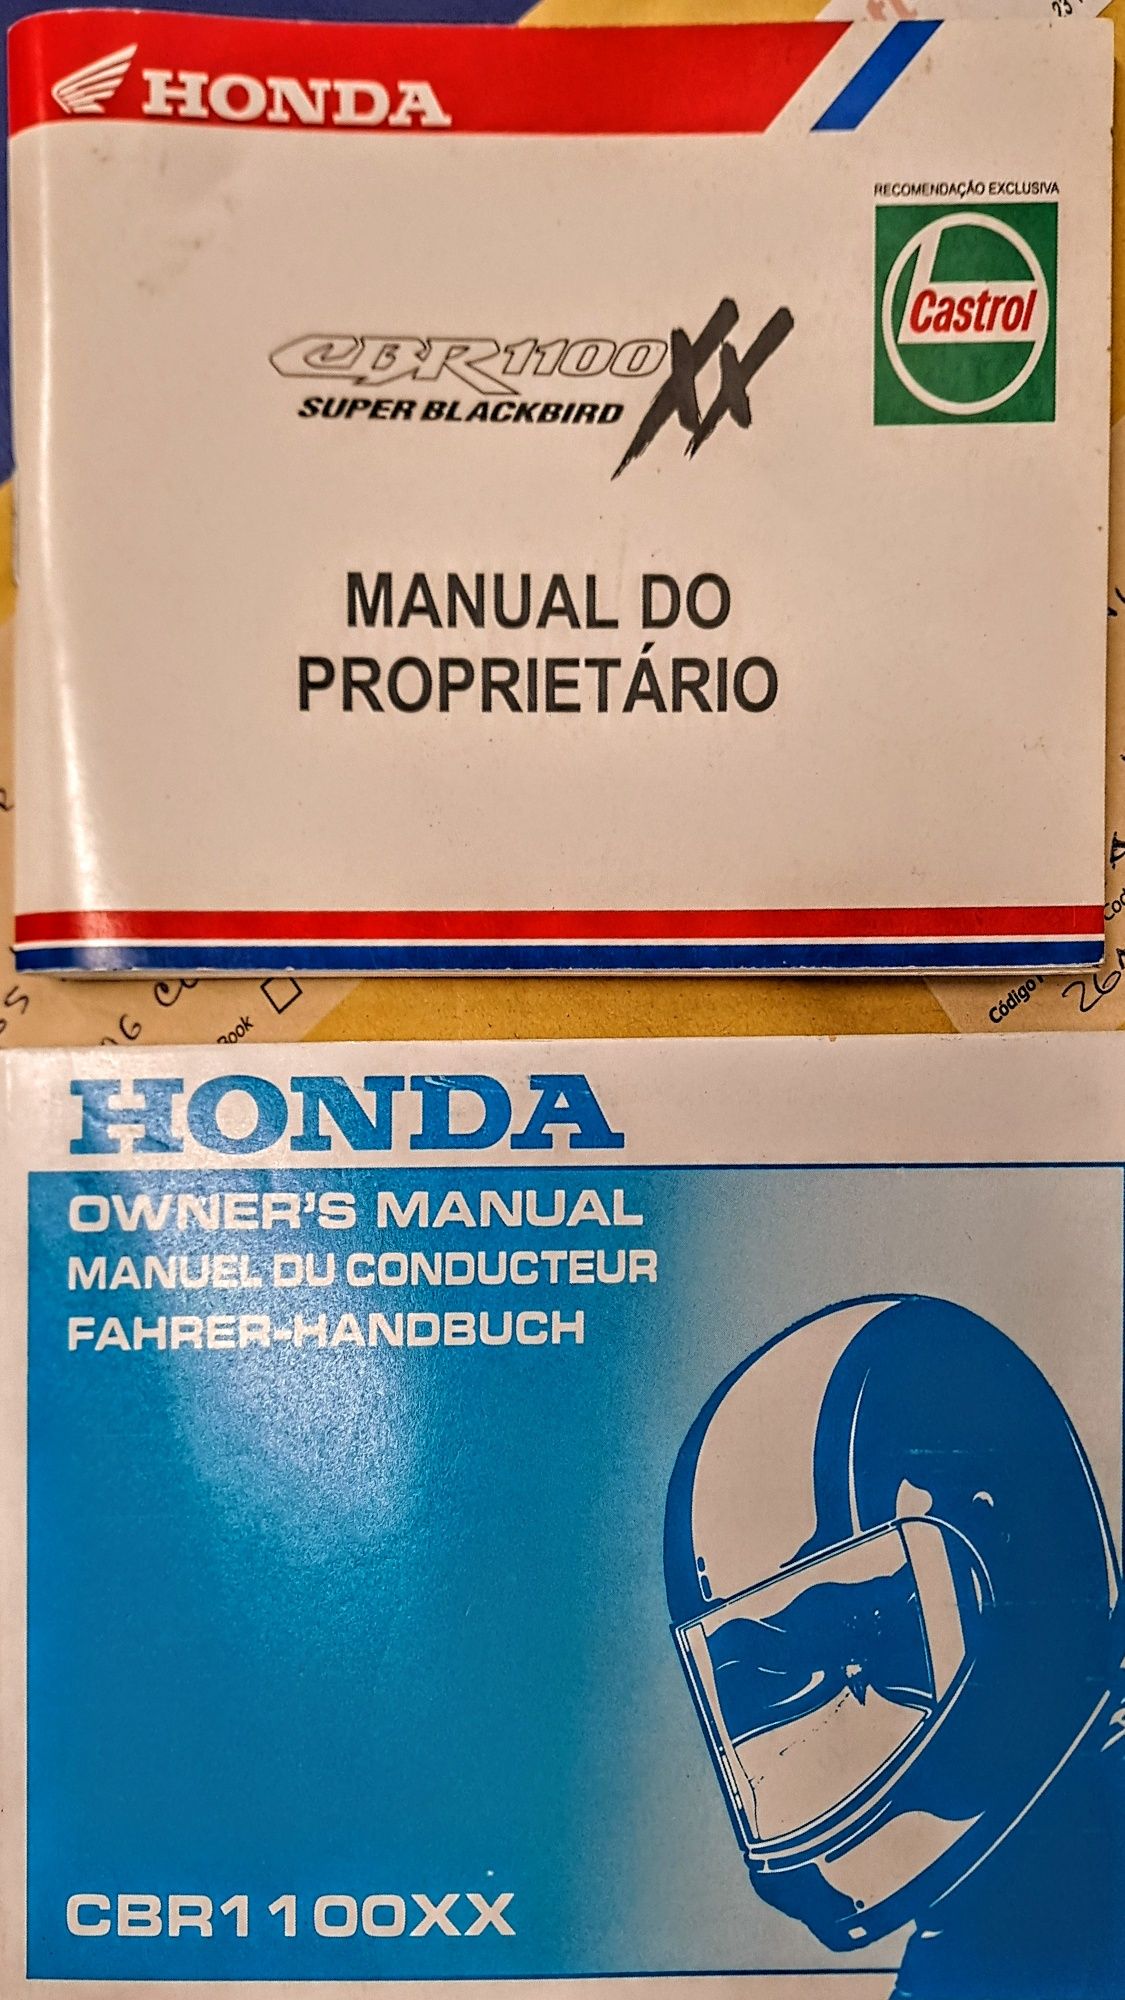 HONDA
RECOMENDAÇÃO EXCLUSIVA
Castrol
CBR1100XX
SUPER BLACKBIRD
MANUAL DO
PROPRIETÁRIO
Código
HONDA
OWNER'S MANUAL
MANUEL DU CONDUCTEUR
FAHRER-HANDBUCH
CBR1100XX